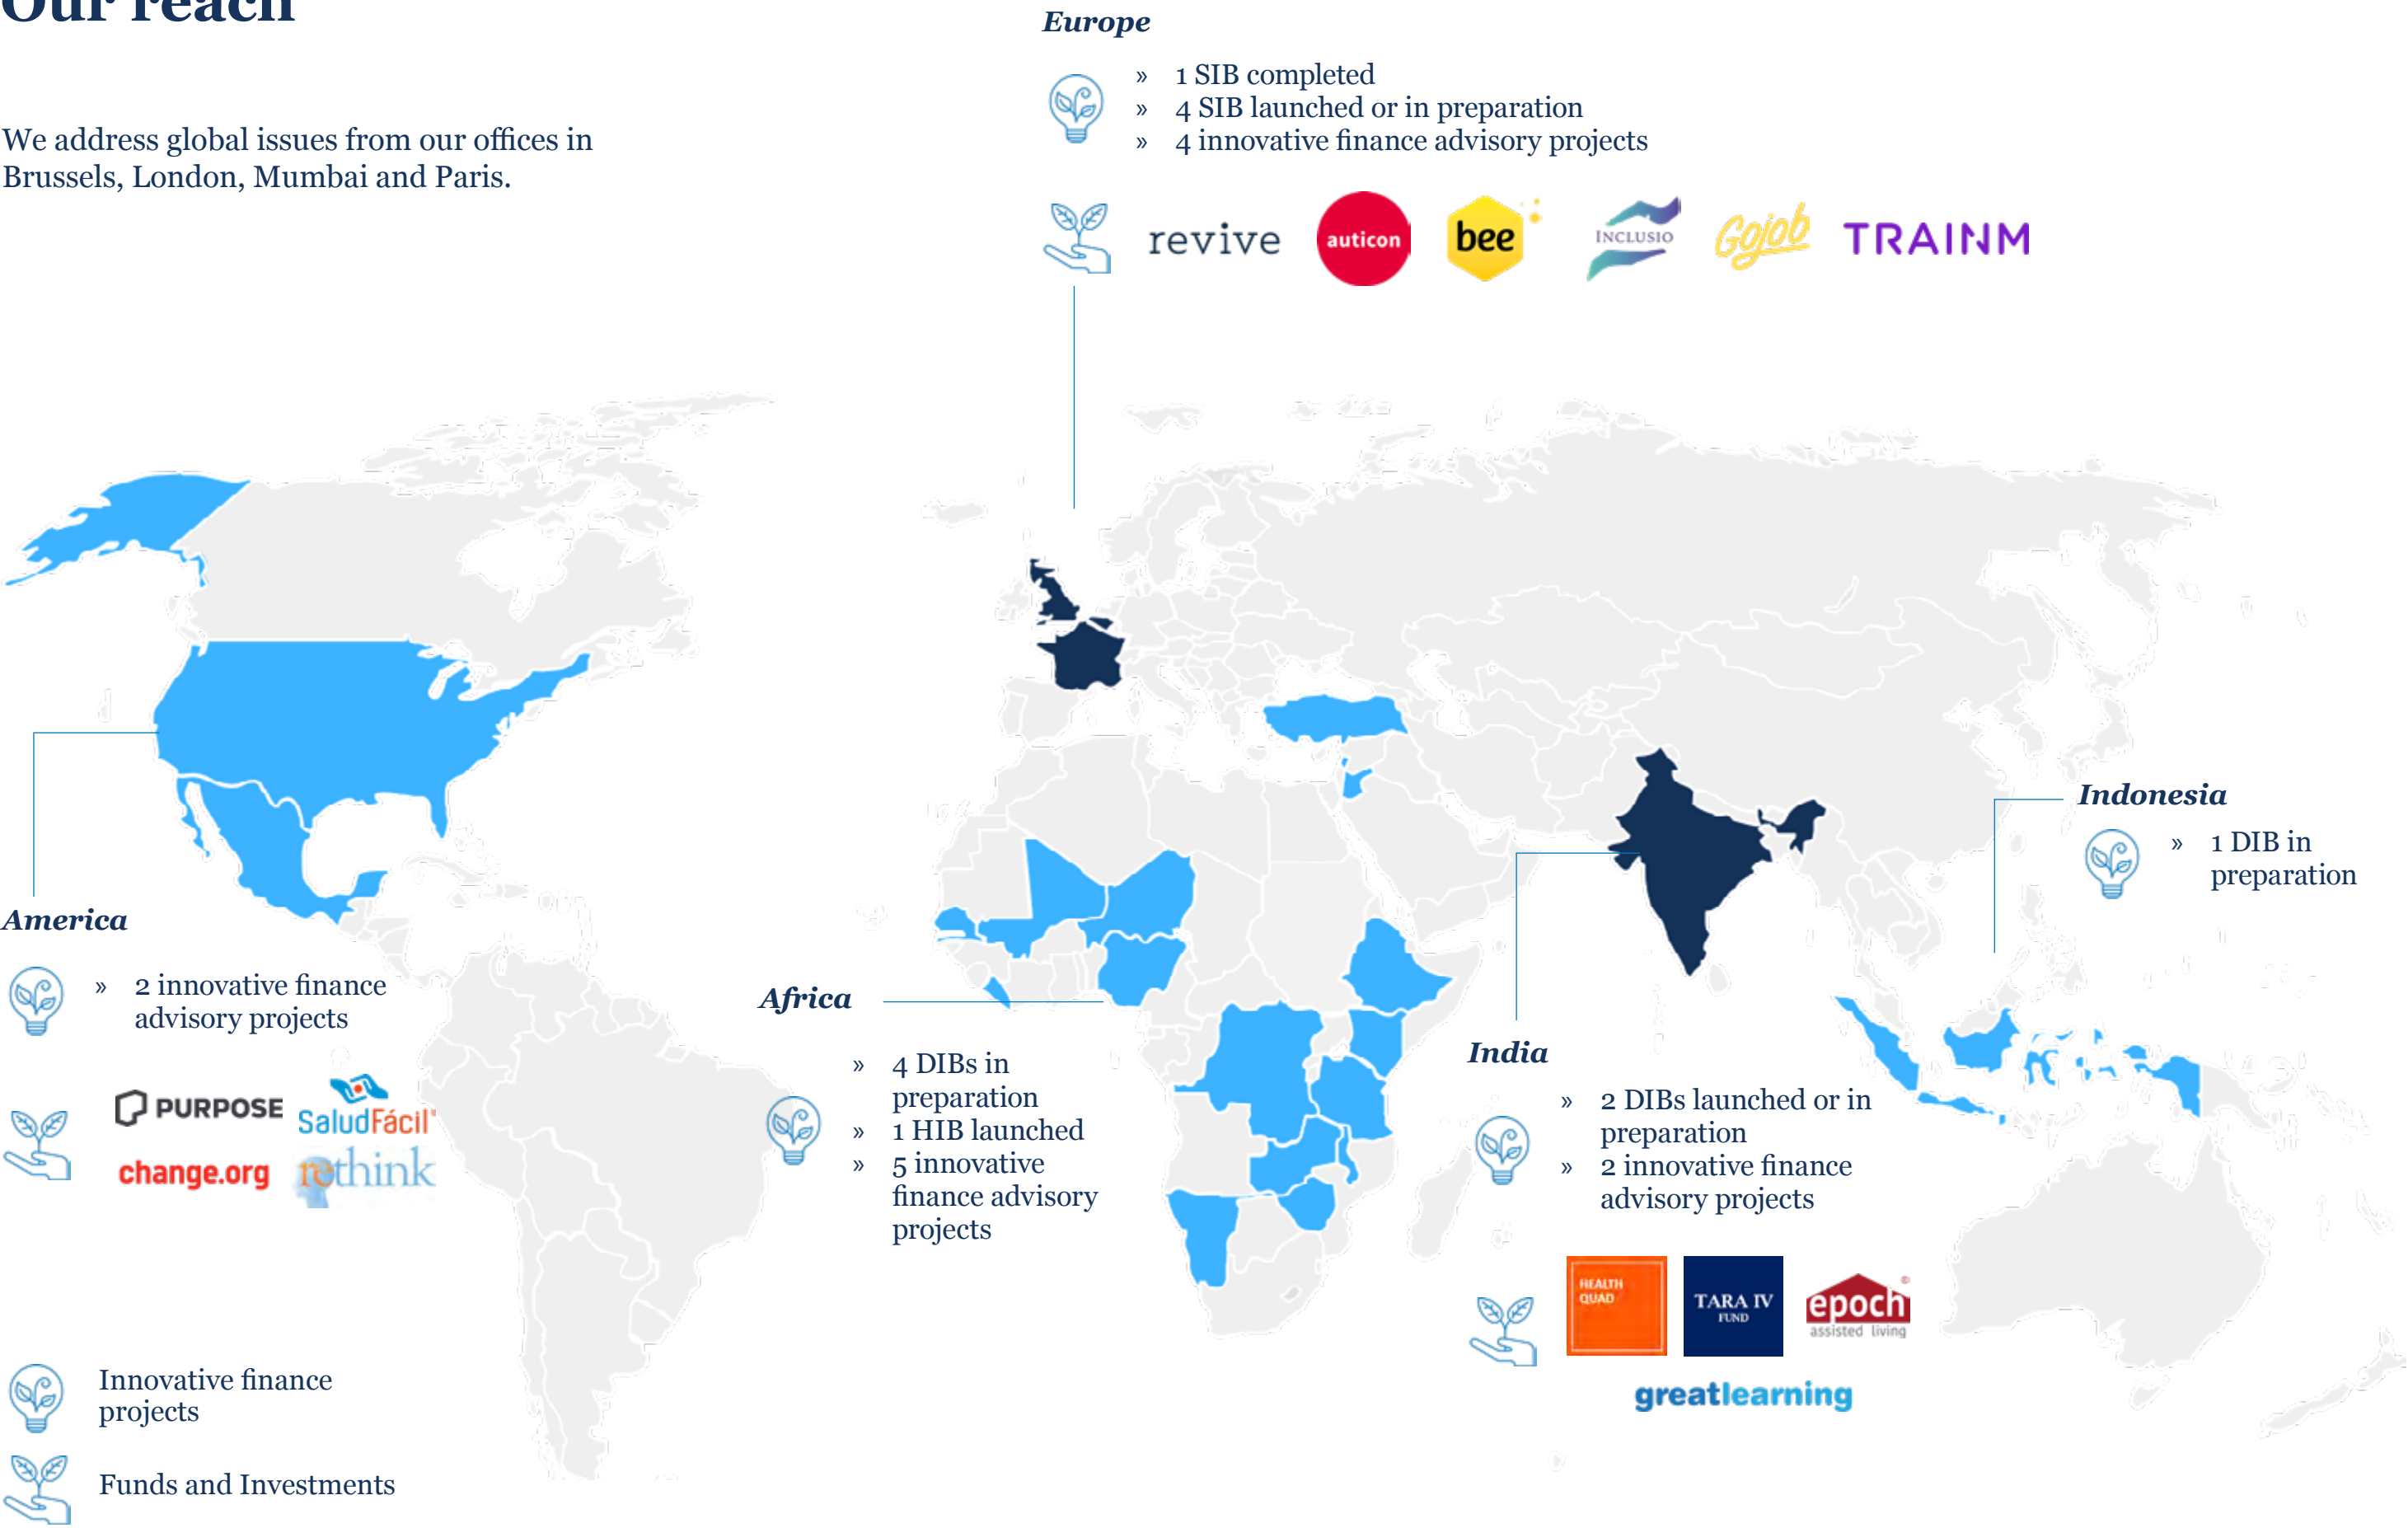 Our reach
We address global issues from our offices in
Brussels, London, Mumbai and Paris.
Europe
» 1 SIB completed
» 4 SIB launched or in preparation
» 4 innovative finance advisory projects
revive
auticon
bee
INCLUSIO
Gojob
TRAINM
America
» 2 innovative finance
advisory projects
PURPOSE
SaludFácil
change.org
rethink
Africa
» 4 DIBs in
preparation
» 1 HIB launched
» 5 innovative
finance advisory
projects
India
» 2 DIBs launched or in
preparation
» 2 innovative finance
advisory projects
HEALTH
QUAD
TARA IV
FUND
epoch®
assisted living
greatlearning
Indonesia
» 1 DIB in
preparation
Innovative finance
projects
Funds and Investments